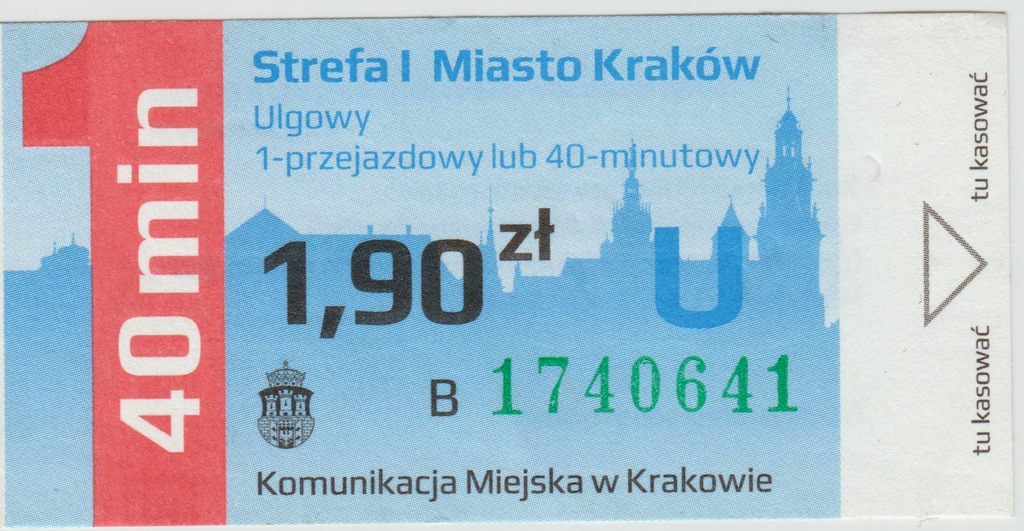 1
40 min
Strefa I Miasto Kraków
Ulgowy
1-przejazdowy lub 40-minutowy
1,90 zł
U
B 1740641
Komunikacja Miejska w Krakowie
tu kasować
tu kasować